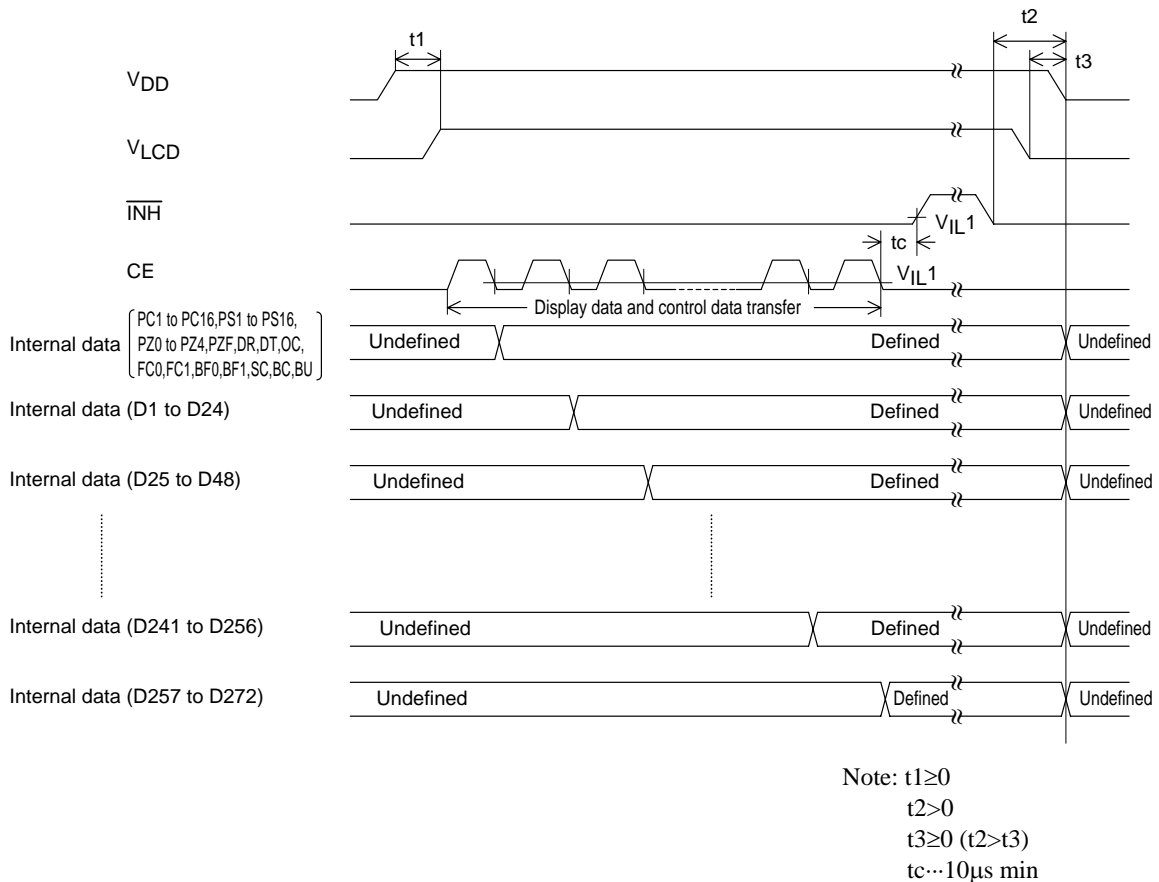 t2
t1
t3
VDD
VLCD
INH
VIL1
tc
CE
VIL1
Display data and control data transfer
Internal data
PC1 to PC16,PS1 to PS16,
PZ0 to PZ4,PZF,DR,DT,OC,
FC0,FC1,BF0,BF1,SC,BC,BU
Undefined Defined Undefined
Internal data (D1 to D24) Undefined Defined Undefined
Internal data (D25 to D48) Undefined Defined Undefined
Internal data (D241 to D256) Undefined Defined Undefined
Internal data (D257 to D272) Undefined Defined Undefined
Note: t1≥0
t2>0
t3≥0 (t2>t3)
tc···10μs min